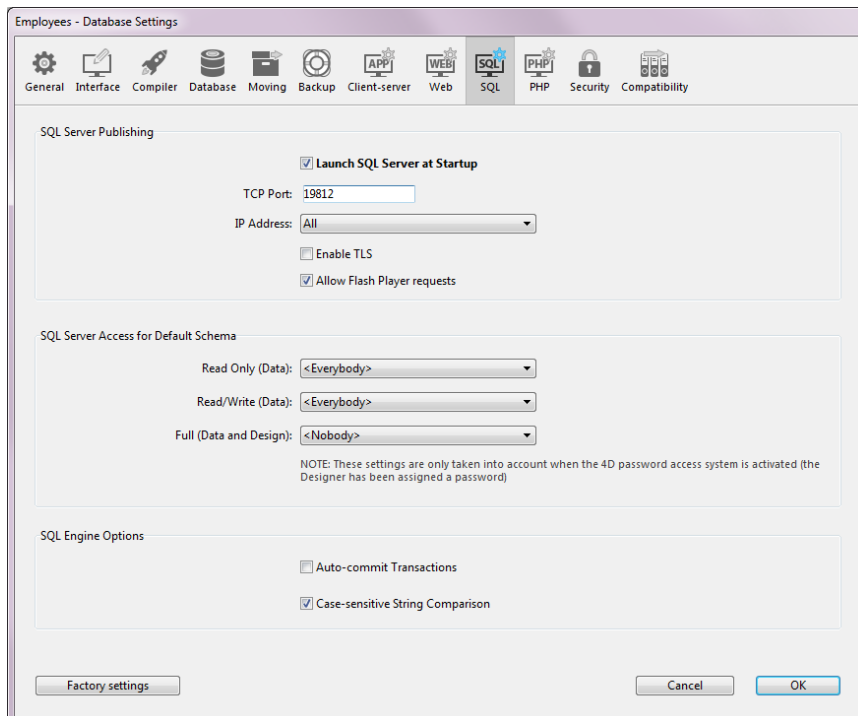 Employees - Database Settings
APP WEB SQL PHP
General Interface Compiler Database Moving Backup Client-server Web SQL PHP Security Compatibility
SQL Server Publishing
Launch SQL Server at Startup
TCP Port: 19812
IP Address: All
Enable TLS
Allow Flash Player requests
SQL Server Access for Default Schema
Read Only (Data): <Everybody>
Read/Write (Data): <Everybody>
Full (Data and Design): <Nobody>
NOTE: These settings are only taken into account when the 4D password access system is activated (the
Designer has been assigned a password)
SQL Engine Options
Auto-commit Transactions
Case-sensitive String Comparison
Factory settings Cancel OK